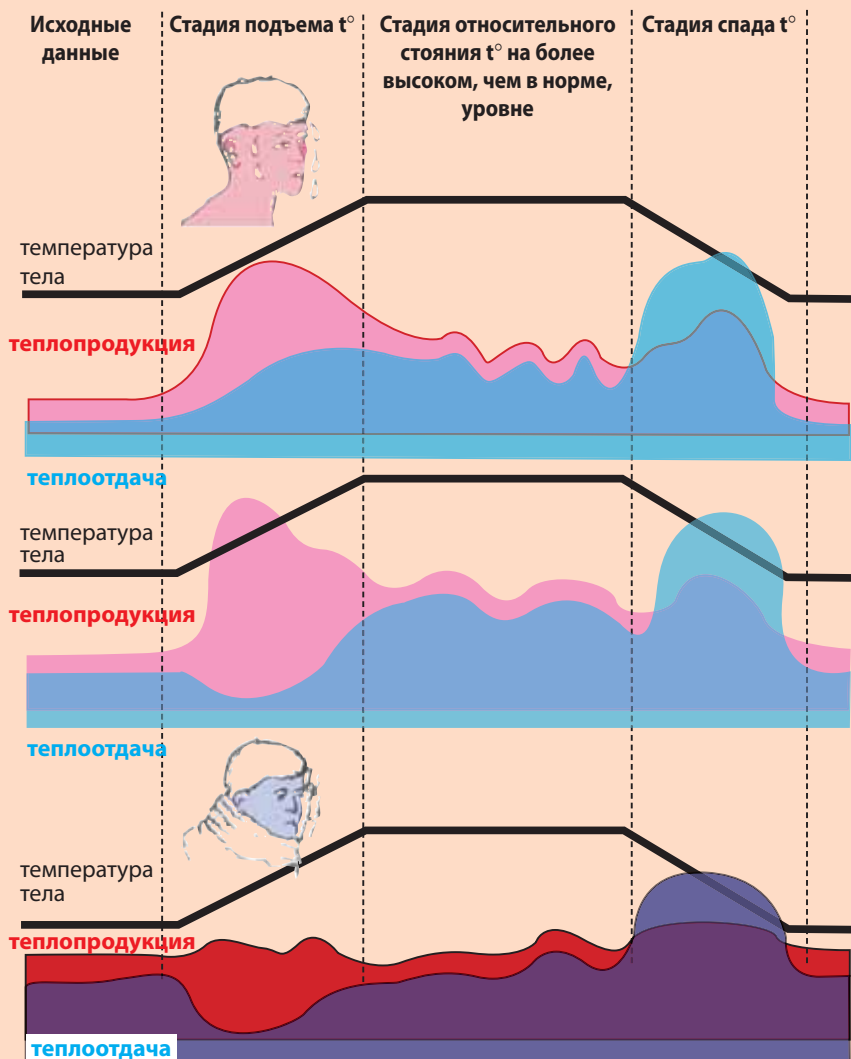 Исходные
данные
Стадия подъема t°
Стадия относительного
стояния t° на более
высоком, чем в норме,
уровне
Стадия спада t°
температура
тела
теплопродукция
теплоотдача
температура
тела
теплопродукция
теплоотдача
температура
тела
теплопродукция
теплоотдача